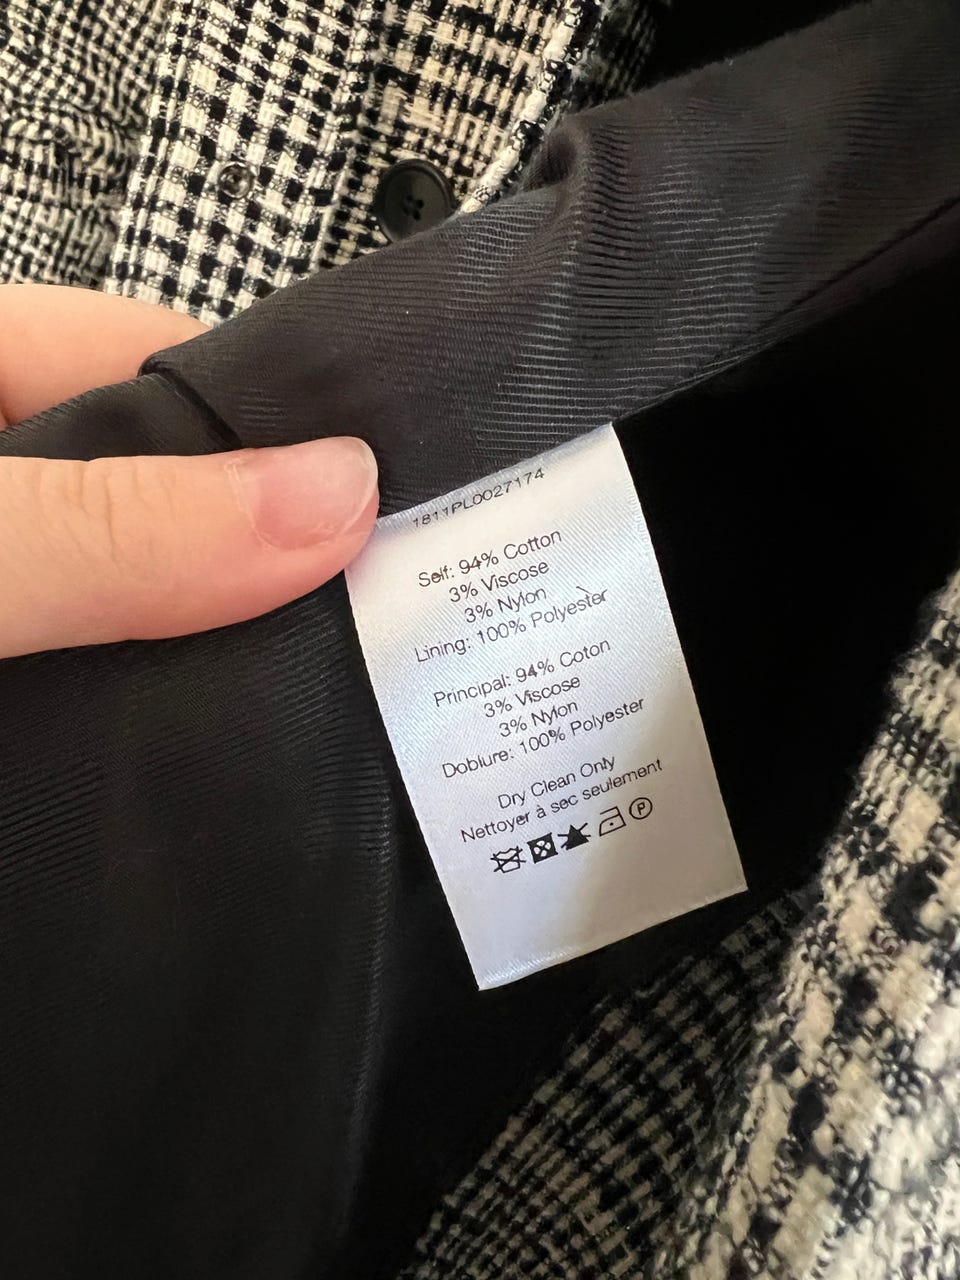 1811PL0027174
Self: 94% Cotton
3% Viscose
3% Nylon
Lining: 100% Polyester
Principal: 94% Coton
3% Viscose
3% Nylon
Doblure: 100% Polyester
Dry Clean Only
Nettoyer à sec seulement
P